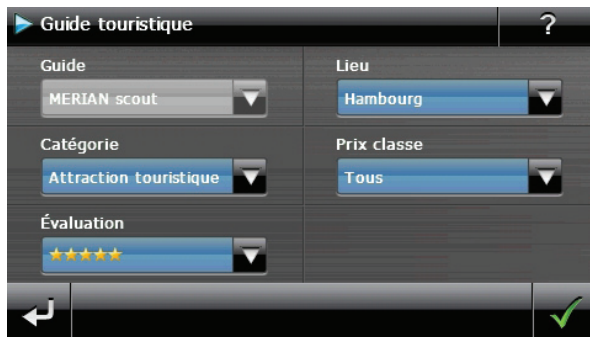 Guide touristique
?
Guide
MERIAN scout
Lieu
Hambourg
Catégorie
Attraction touristique
Prix classe
Tous
Évaluation